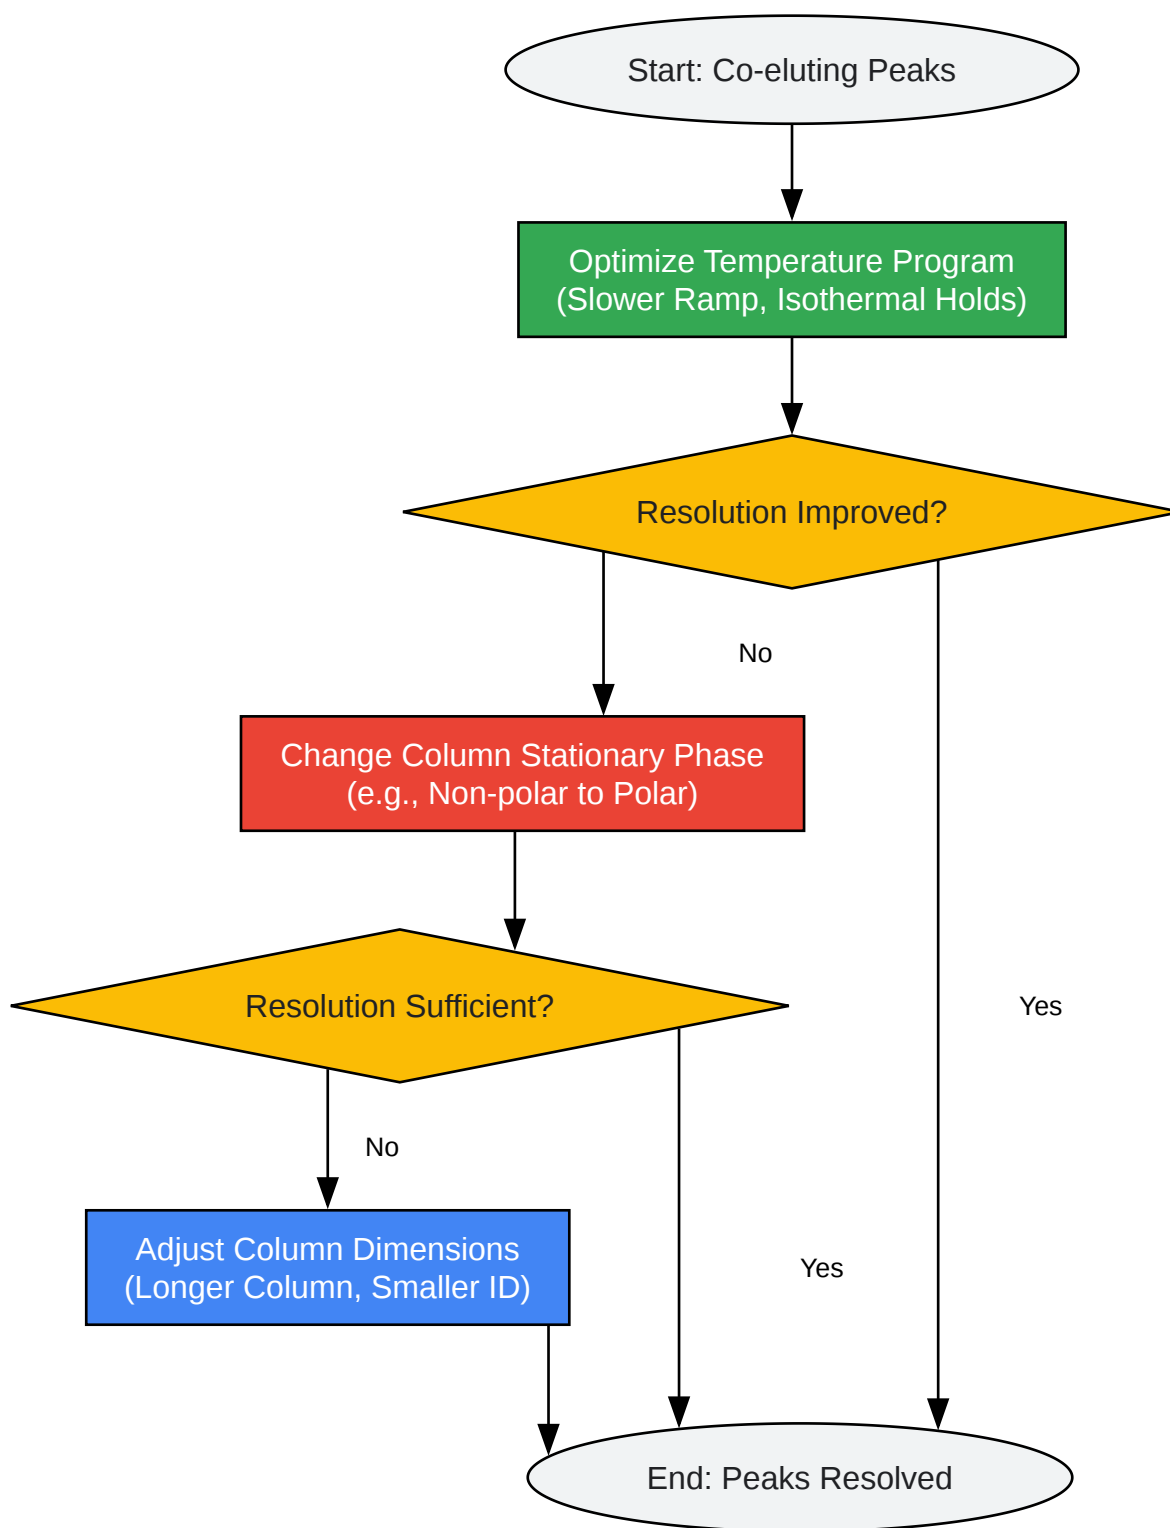 Start: Co-eluting Peaks
Optimize Temperature Program
(Slower Ramp, Isothermal Holds)
Resolution Improved?
No
Change Column Stationary Phase
(e.g., Non-polar to Polar)
Resolution Sufficient?
Yes
No
Adjust Column Dimensions
(Longer Column, Smaller ID)
Yes
End: Peaks Resolved